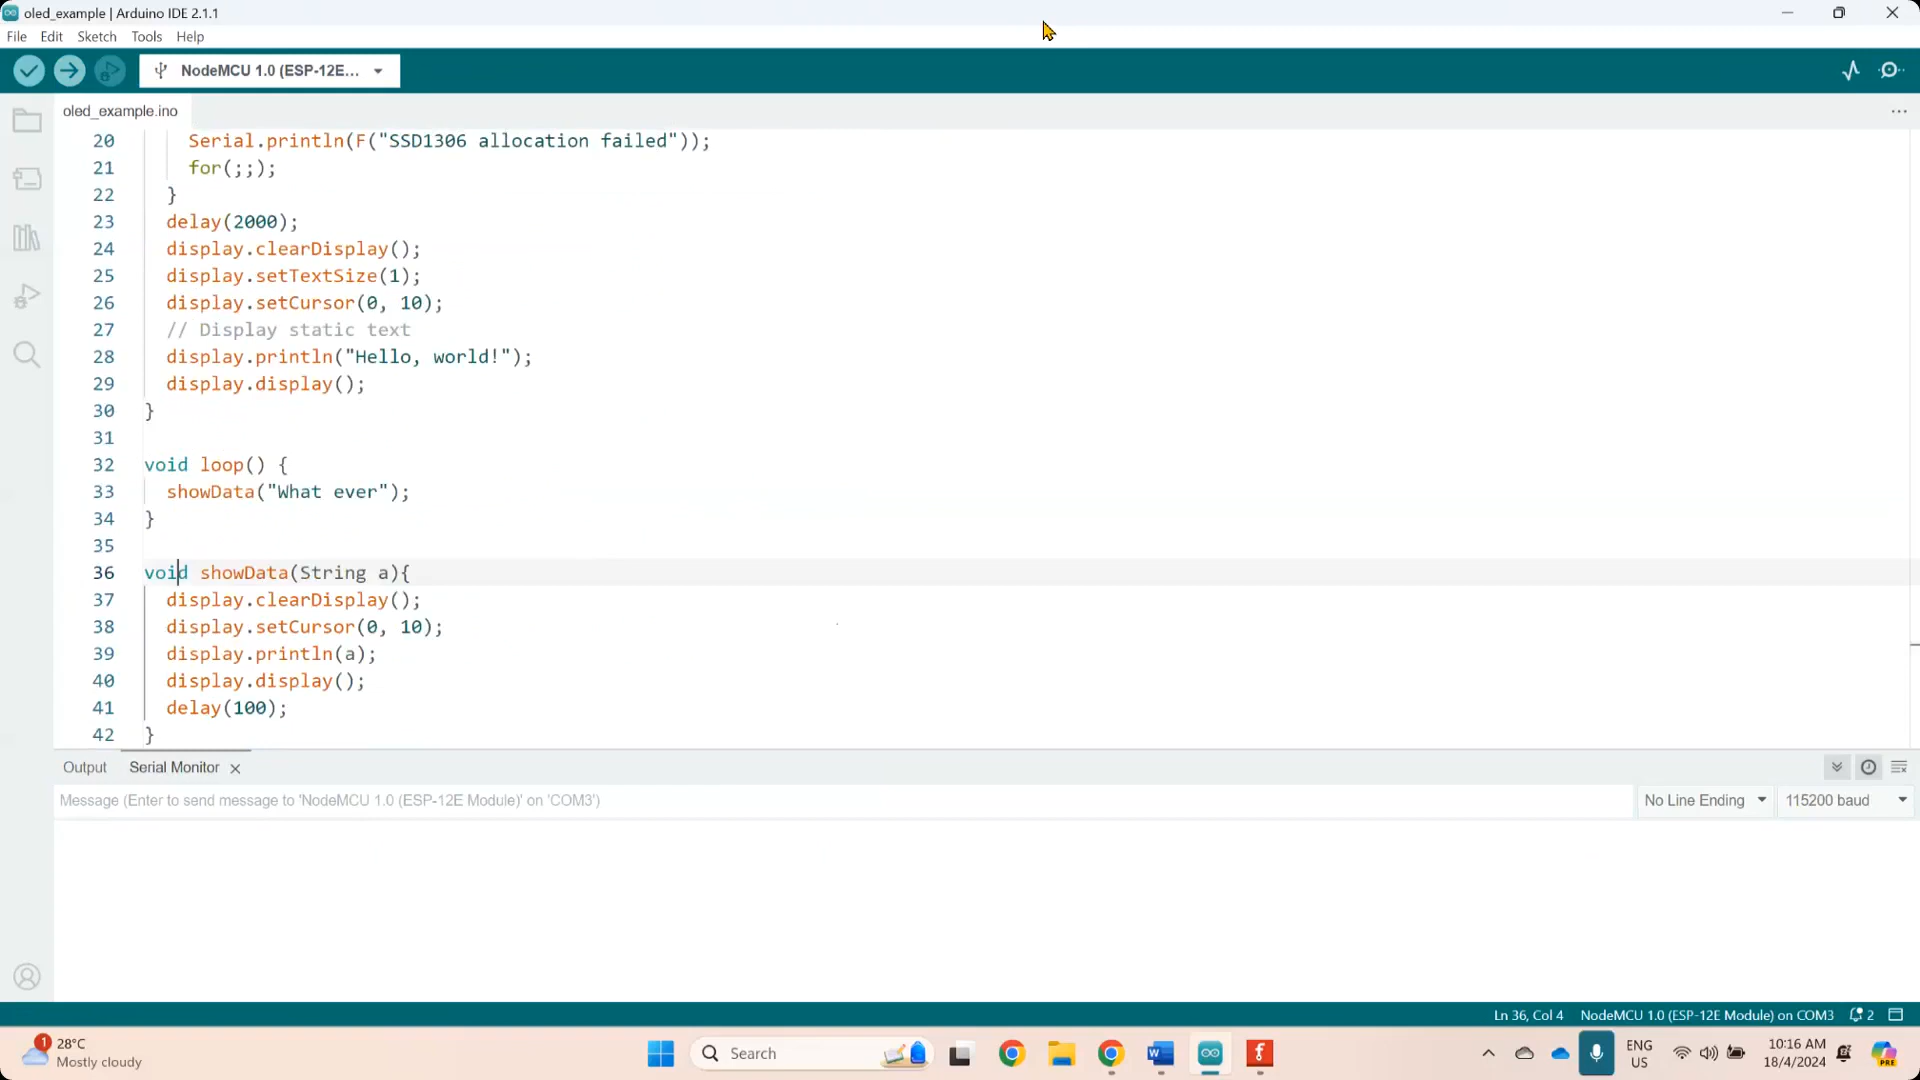 oled_example | Arduino IDE 2.1.1
File Edit Sketch Tools Help
NodeMCU 1.0 (ESP-12E...
oled_example.ino
20 Serial.println(F("SSD1306 allocation failed"));
21 for(;;);
22 }
23 delay(2000);
24 display.clearDisplay();
25 display.setTextSize(1);
26 display.setCursor(0, 10);
27 // Display static text
28 display.println("Hello, world!");
29 display.display();
30 }
31
32 void loop() {
33 showData("What ever");
34 }
35
36 void showData(String a){
37 display.clearDisplay();
38 display.setCursor(0, 10);
39 display.println(a);
40 display.display();
41 delay(100);
42 }
Output Serial Monitor
Message (Enter to send message to 'NodeMCU 1.0 (ESP-12E Module)' on 'COM3')
No Line Ending 115200 baud
Ln 36, Col 4 NodeMCU 1.0 (ESP-12E Module) on COM3 2
1 28°C
Mostly cloudy
Search
ENG
US
10:16 AM
18/4/2024
PRE